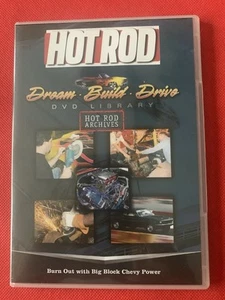 HOT ROD
Dream · Build · Drive
DVD LIBRARY
HOT ROD
ARCHIVES
Burn Out with Big Block Chevy Power